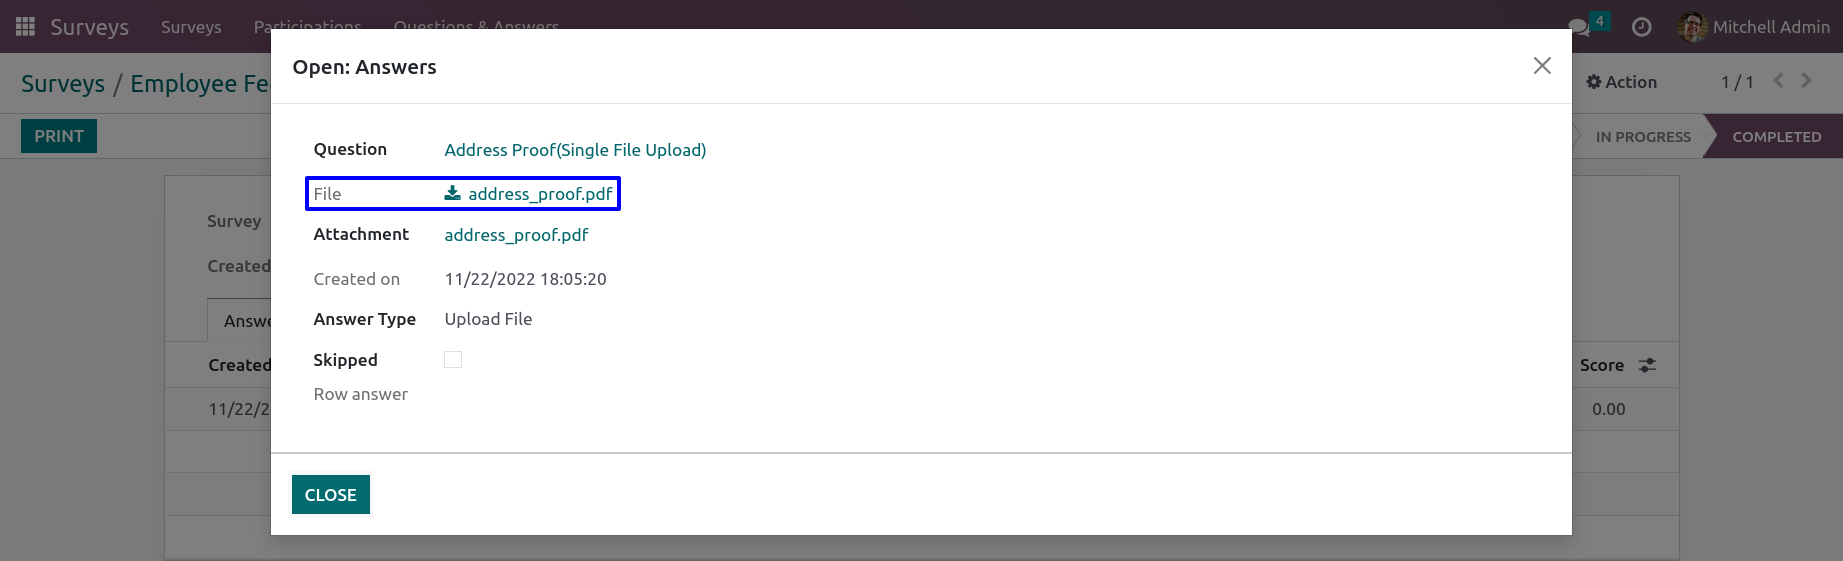 Surveys Surveys Participations Questions & Answers 4 Mitchell Admin
Surveys / Employee Fe Action 1 / 1
PRINT IN PROGRESS COMPLETED
Open: Answers
Question Address Proof(Single File Upload)
File address_proof.pdf
Attachment address_proof.pdf
Created on 11/22/2022 18:05:20
Answer Type Upload File
Skipped
Row answer
CLOSE
Survey
Created
Answe
Created Score
11/22/2 0.00